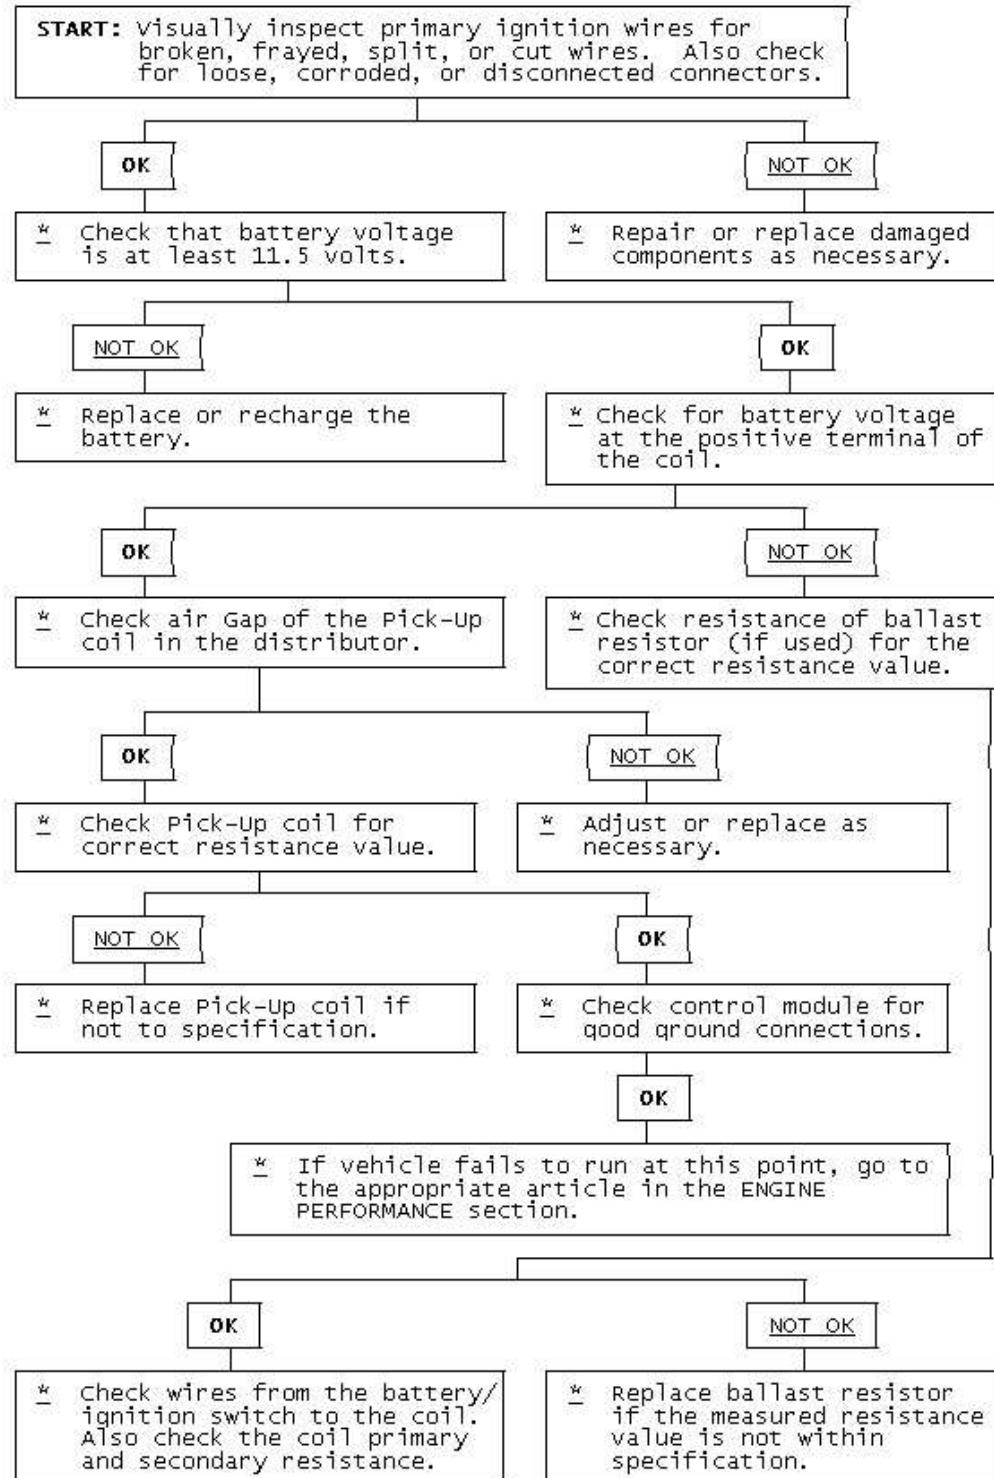 START: Visually inspect primary ignition wires for
broken, frayed, split, or cut wires. Also check
for loose, corroded, or disconnected connectors.
OK
NOT OK
* Check that battery voltage
is at least 11.5 volts.
* Repair or replace damaged
components as necessary.
NOT OK
OK
* Replace or recharge the
battery.
* Check for battery voltage
at the positive terminal of
the coil.
OK
NOT OK
* Check air Gap of the Pick-Up
coil in the distributor.
* Check resistance of ballast
resistor (if used) for the
correct resistance value.
OK
NOT OK
* Check Pick-Up coil for
correct resistance value.
* Adjust or replace as
necessary.
NOT OK
OK
* Replace Pick-Up coil if
not to specification.
* Check control module for
good ground connections.
OK
* If vehicle fails to run at this point, go to
the appropriate article in the ENGINE
PERFORMANCE section.
OK
NOT OK
* Check wires from the battery/
ignition switch to the coil.
Also check the coil primary
and secondary resistance.
* Replace ballast resistor
if the measured resistance
value is not within
specification.